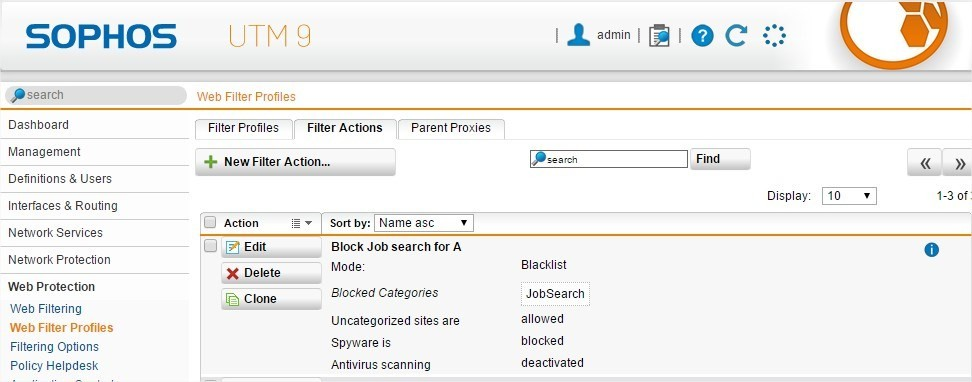 SOPHOS UTM 9 | admin | | ?
search
Web Filter Profiles
Dashboard
Management
Definitions & Users
Interfaces & Routing
Network Services
Network Protection
Web Protection
Web Filtering
Web Filter Profiles
Filtering Options
Policy Helpdesk
Filter Profiles Filter Actions Parent Proxies
+ New Filter Action... search Find « »
Display: 10 1-3 of
Action Sort by: Name asc
Edit Block Job search for A i
Mode: Blacklist
Delete
Blocked Categories JobSearch
Clone
Uncategorized sites are allowed
Spyware is blocked
Antivirus scanning deactivated